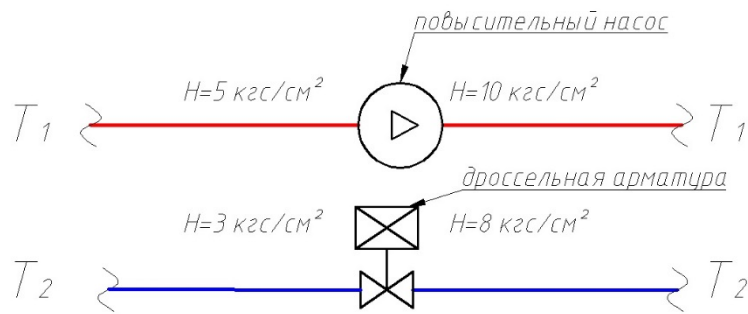 повысительный насос
H=5 кгс/см² H=10 кгс/см²
T1 T1
дроссельная арматура
H=3 кгс/см² H=8 кгс/см²
T2 T2